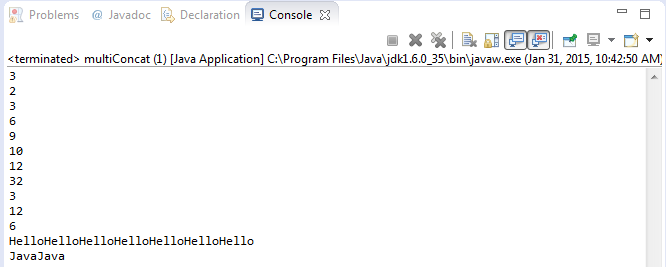 Problems @ Javadoc Declaration Console
<terminated> multiConcat (1) [Java Application] C:\Program Files\Java\jdk1.6.0_35\bin\javaw.exe (Jan 31, 2015, 10:42:50 AM)
3
2
3
6
9
10
12
32
3
12
6
HelloHelloHelloHelloHelloHelloHello
JavaJava